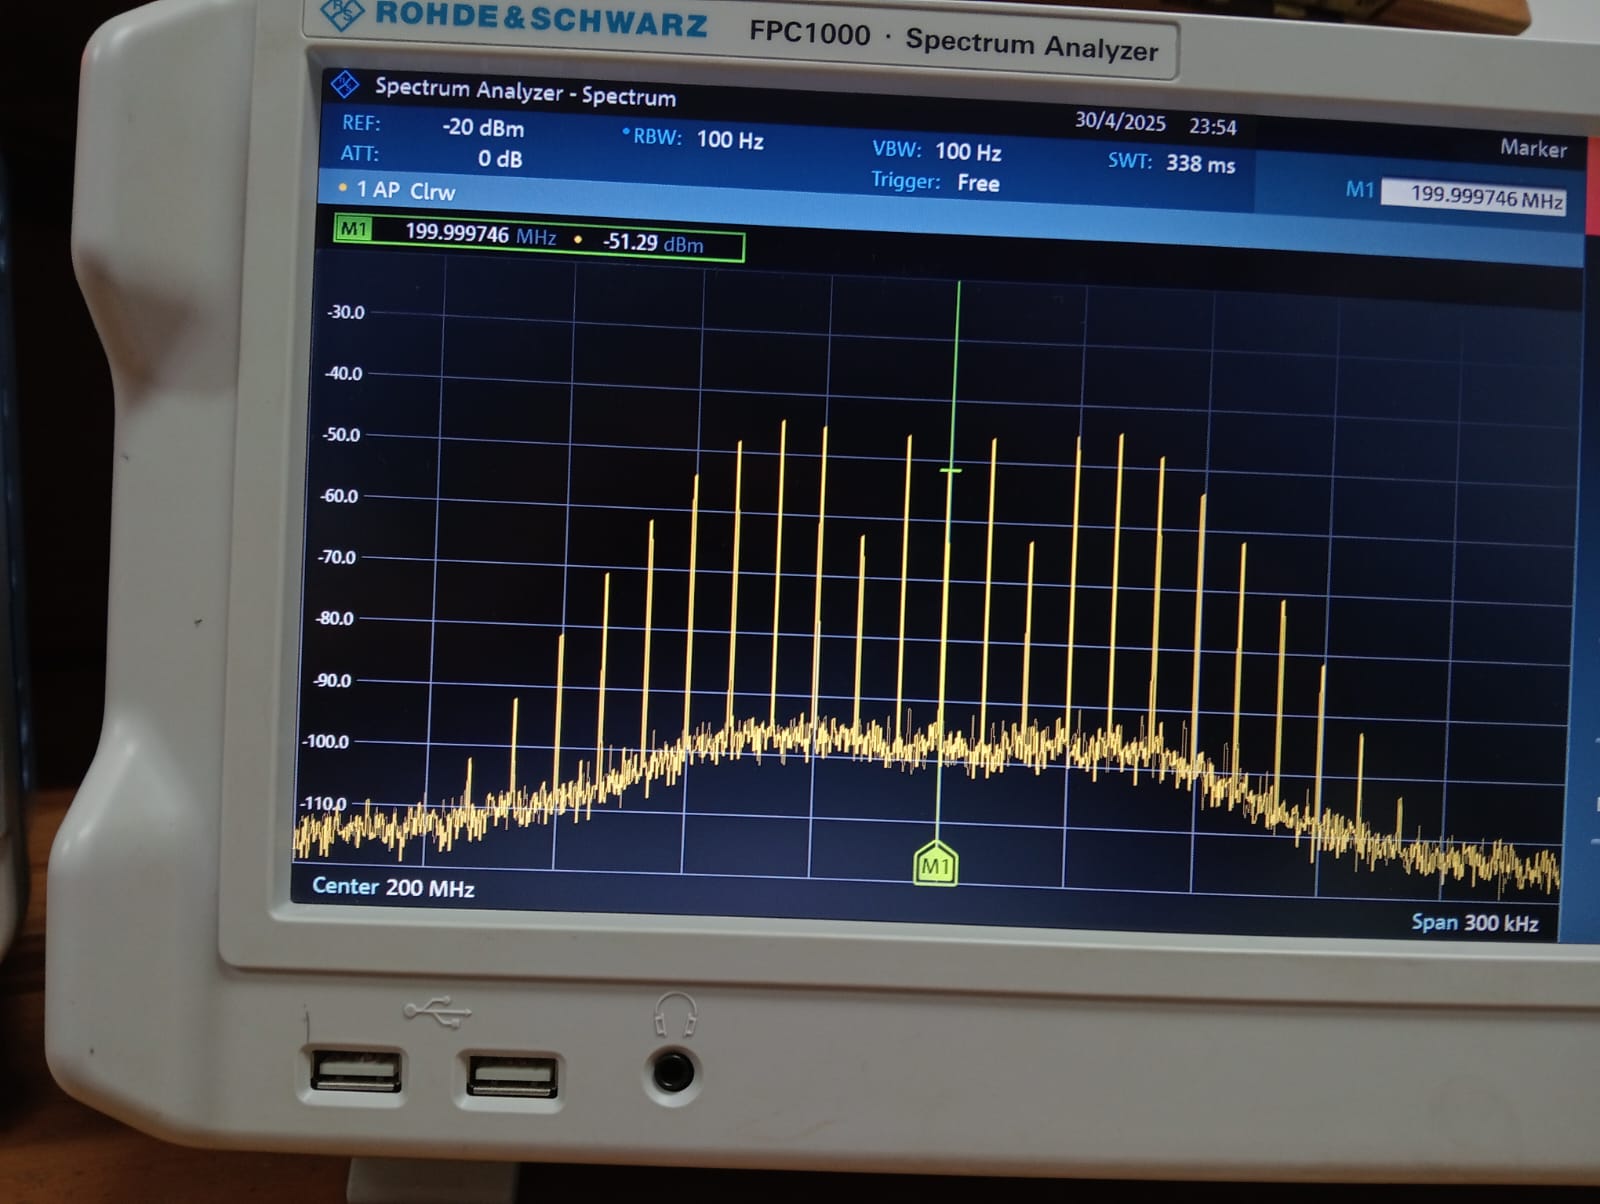 ROHDE & SCHWARZ FPC1000 · Spectrum Analyzer
Spectrum Analyzer - Spectrum
30/4/2025 23:54
Marker
REF: -20 dBm
• RBW: 100 Hz
VBW: 100 Hz
SWT: 338 ms
ATT: 0 dB
Trigger: Free
M1 199.999746 MHz
• 1 AP Clrw
M1 199.999746 MHz • -51.29 dBm
-30.0
-40.0
-50.0
-60.0
-70.0
-80.0
-90.0
-100.0
-110.0
M1
Center 200 MHz
Span 300 kHz